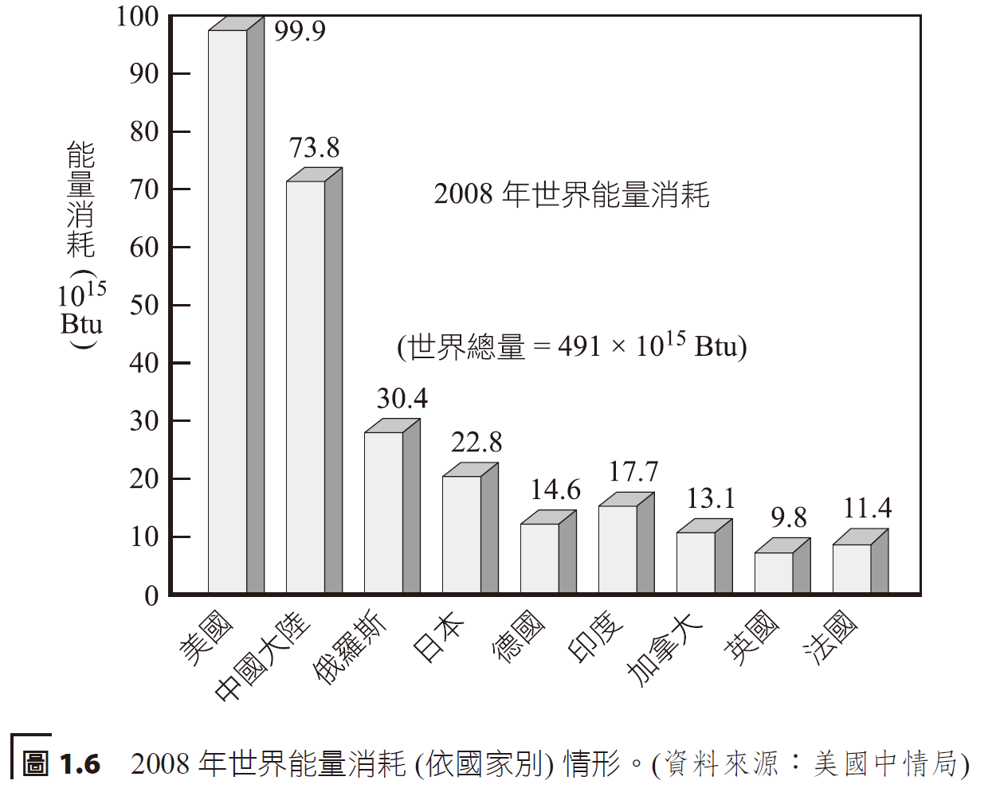 100
90
80
70
60
50
40
30
20
10
0
能量消耗
(10¹⁵
Btu)
99.9
73.8
30.4
22.8
14.6
17.7
13.1
9.8
11.4
2008 年世界能量消耗
(世界總量 = 491 × 10¹⁵ Btu)
美國
中國大陸
俄羅斯
日本
德國
印度
加拿大
英國
法國
圖 1.6 2008 年世界能量消耗 (依國家別) 情形。(資料來源：美國中情局)